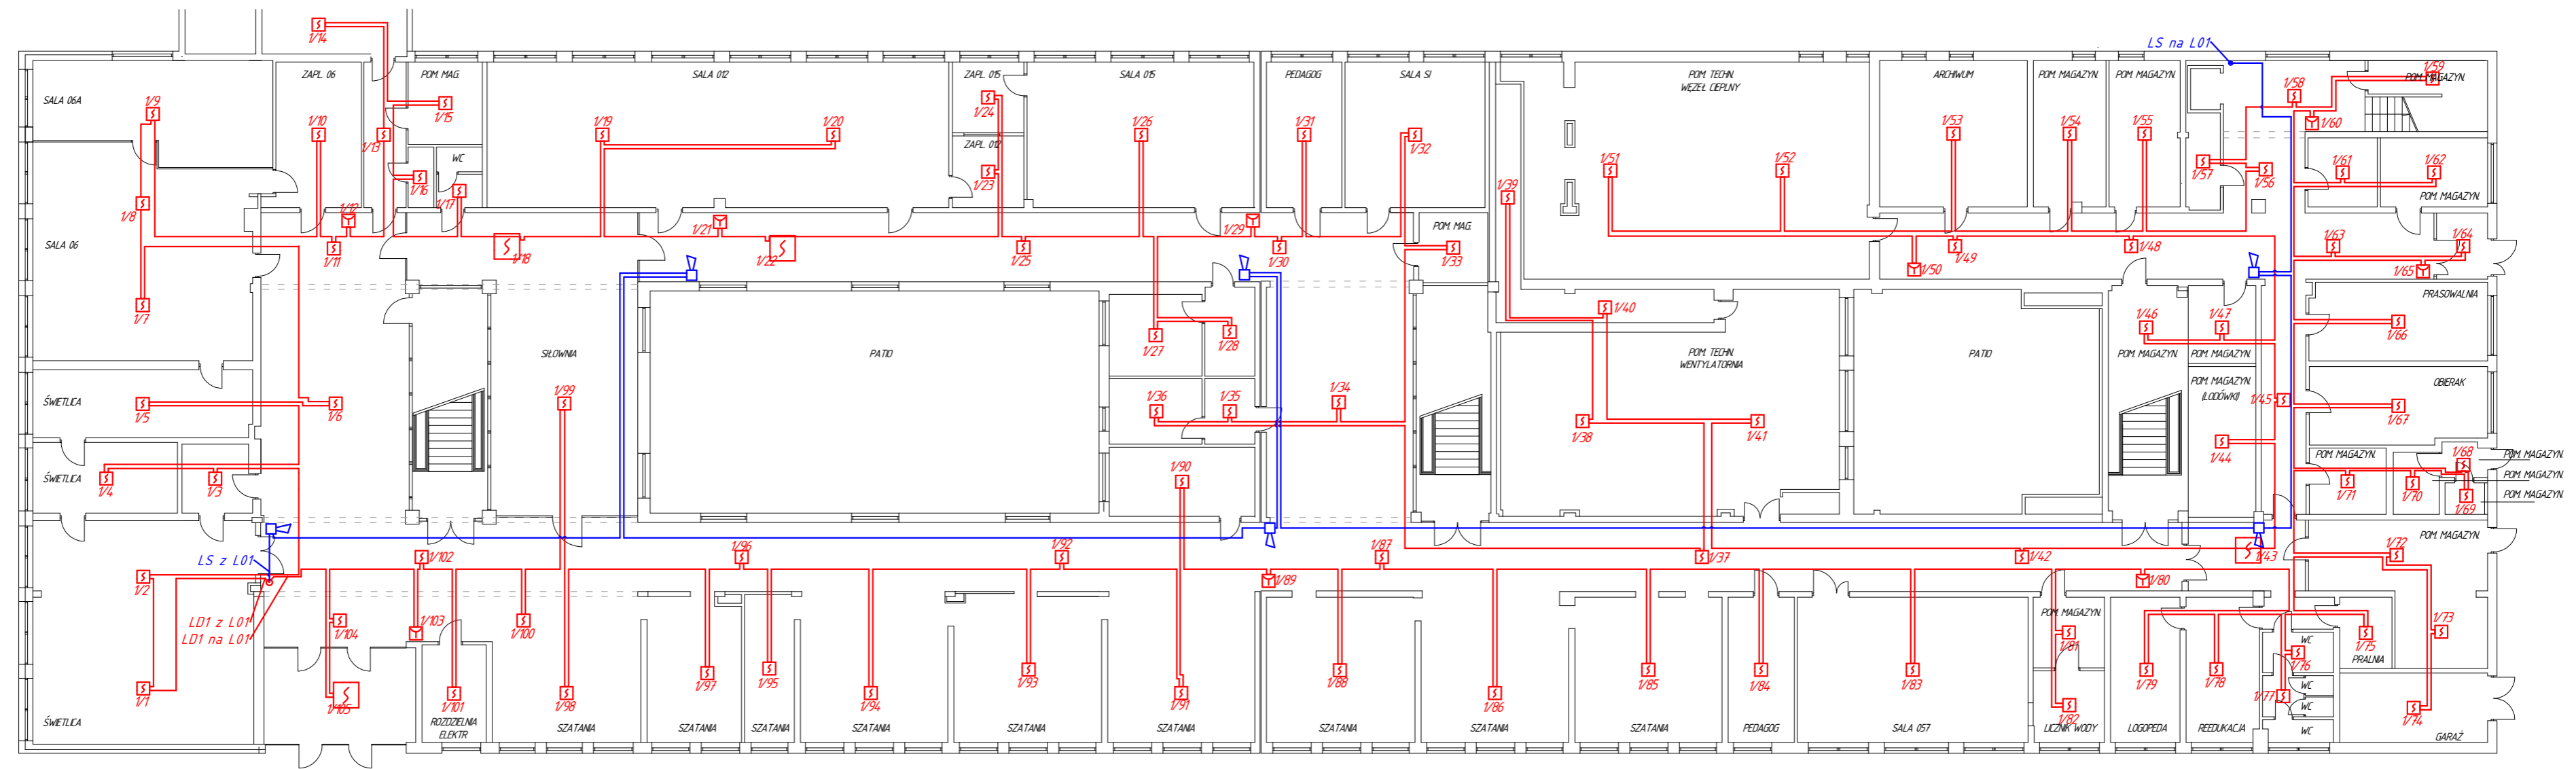 LS na L01
1/14
SALA 06A
1/9
ZAPL. 06
1/10
1/13
POM. MAG.
1/15
WC
1/16
1/17
SALA 012
1/19
1/20
ZAPL. 015
1/24
ZAPL. 012
1/23
SALA 015
1/26
PEDAGOG
1/31
SALA SI
1/32
POM. TECHN.
WĘZEŁ CIEPLNY
1/39
1/51
1/52
ARCHIWUM
1/53
POM. MAGAZYN.
1/54
POM. MAGAZYN.
1/55
1/57
1/56
1/58
1/59
POM. MAGAZYN.
1/60
1/61
1/62
POM. MAGAZYN.
1/8
SALA 06
1/7
1/12
1/11
1/18
1/21
1/22
1/25
1/29
1/30
POM. MAG.
1/33
1/50
1/49
1/48
1/63
1/64
1/65
PRASOWALNIA
1/66
1/27
1/28
1/40
1/46
1/47
POM. MAGAZYN.
POM. MAGAZYN.
SIŁOWNIA
PATIO
POM. TECHN.
WENTYLATORNIA
PATIO
POM. MAGAZYN.
(LODÓWKI)
OBIERAK
1/67
ŚWIETLICA
1/5
1/6
1/99
1/36
1/35
1/34
1/38
1/41
1/45
1/44
ŚWIETLICA
1/4
1/3
1/90
POM. MAGAZYN.
1/71
1/70
1/68
1/69
POM. MAGAZYN.
POM. MAGAZYN.
POM. MAGAZYN.
LS z L01
1/2
1/102
1/96
1/92
1/87
1/89
1/37
1/42
1/43
1/80
1/72
POM. MAGAZYN.
LD1 z L01
LD1 na L01
1/104
1/103
1/100
POM. MAGAZYN.
1/81
1/73
1/75
PRALNIA
1/1
1/105
1/101
1/98
1/97
1/95
1/94
1/93
1/91
1/88
1/86
1/85
1/84
1/83
1/82
1/79
1/78
1/77
1/76
WC
WC
WC
WC
1/74
ŚWIETLICA
ROZDZIELNIA
ELEKTR
SZATANIA
SZATANIA
SZATANIA
SZATANIA
SZATANIA
SZATANIA
SZATANIA
SZATANIA
PEDAGOG
SALA 057
LICZNIK WODY
LOGOPEDA
REEDUKACJA
GARAŻ